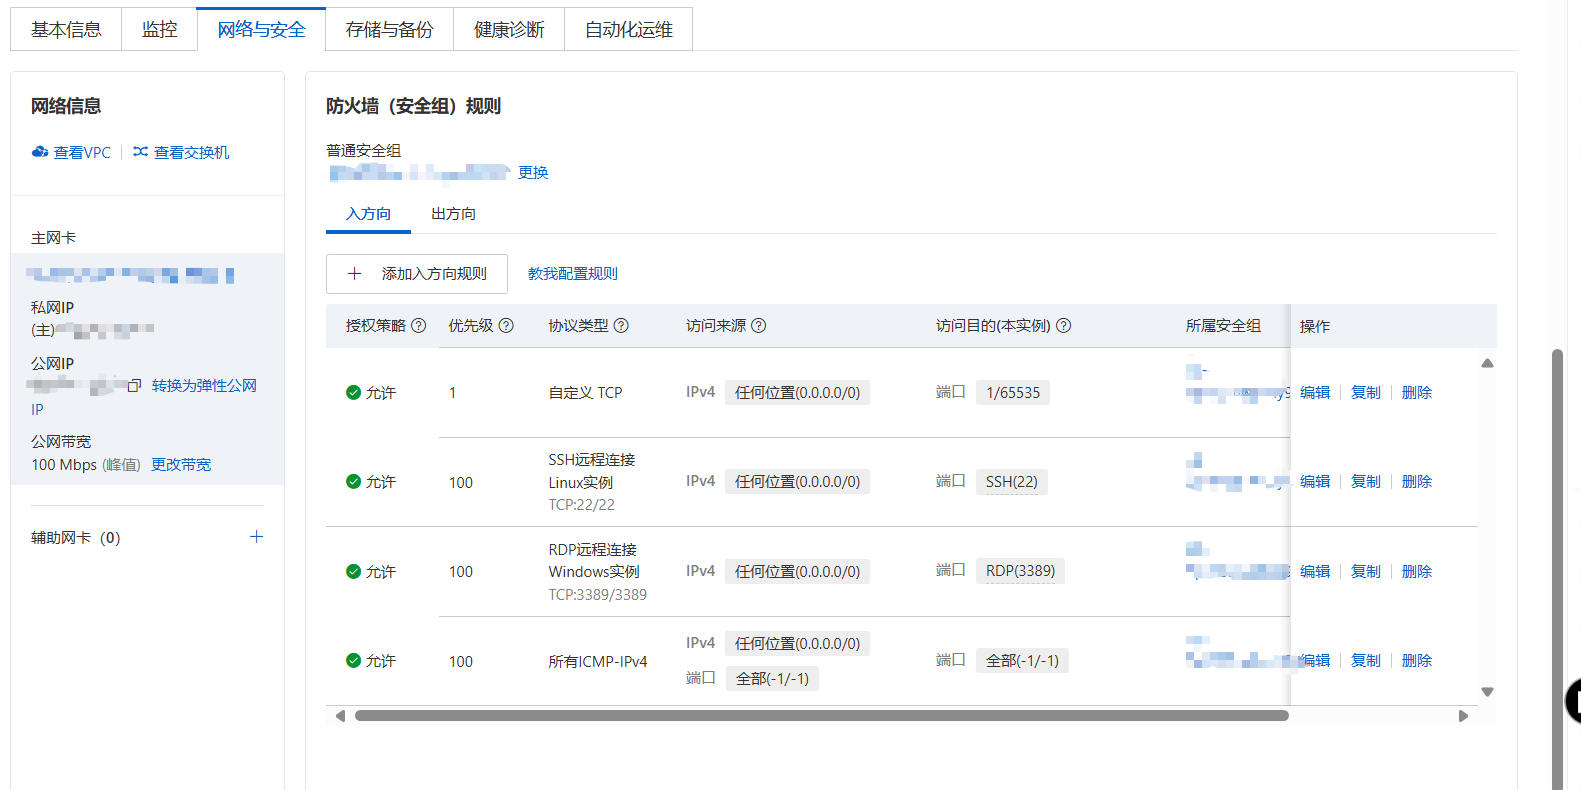 基本信息 监控 网络与安全 存储与备份 健康诊断 自动化运维
网络信息
查看VPC 查看交换机
主网卡
私网IP
(主)
公网IP
转换为弹性公网
IP
公网带宽
100 Mbps (峰值) 更改带宽
辅助网卡（0）
防火墙（安全组）规则
普通安全组
更换
入方向 出方向
添加入方向规则 教我配置规则
授权策略 优先级 协议类型 访问来源 访问目的(本实例) 所属安全组 操作
允许 1 自定义 TCP IPv4 任何位置(0.0.0.0/0) 端口 1/65535 编辑 复制 删除
允许 100 SSH远程连接 IPv4 任何位置(0.0.0.0/0) 端口 SSH(22) 编辑 复制 删除
Linux实例
TCP:22/22
允许 100 RDP远程连接 IPv4 任何位置(0.0.0.0/0) 端口 RDP(3389) 编辑 复制 删除
Windows实例
TCP:3389/3389
允许 100 所有ICMP-IPv4 IPv4 任何位置(0.0.0.0/0) 端口 全部(-1/-1) 编辑 复制 删除
端口 全部(-1/-1)